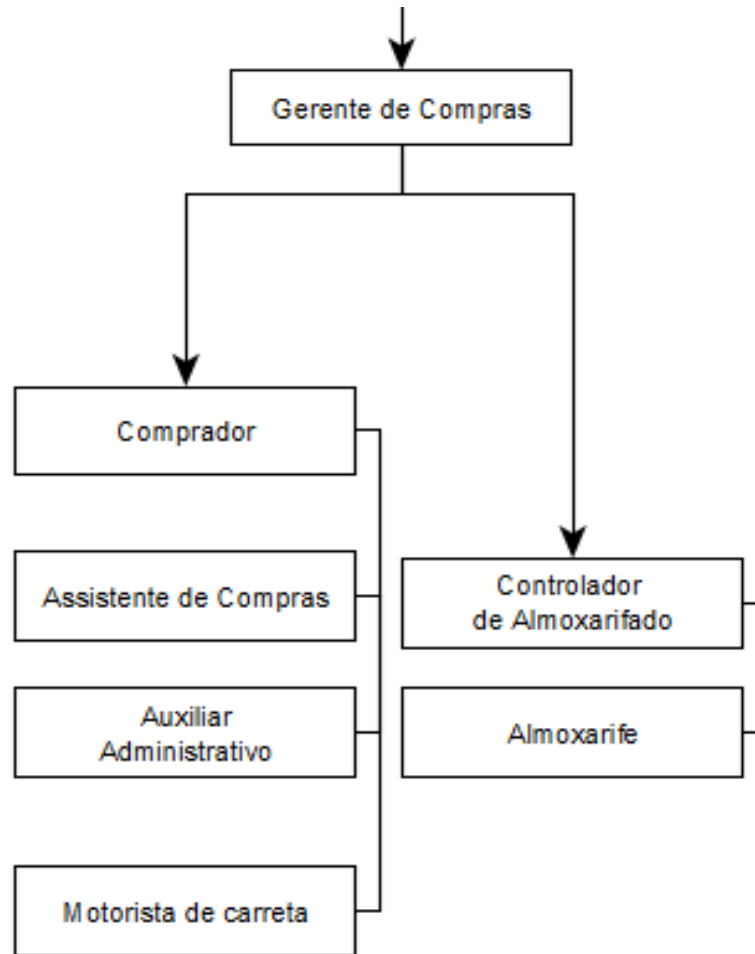 Gerente de Compras
Comprador
Assistente de Compras
Auxiliar
Administrativo
Motorista de carreta
Controlador
de Almoxarifado
Almoxarife